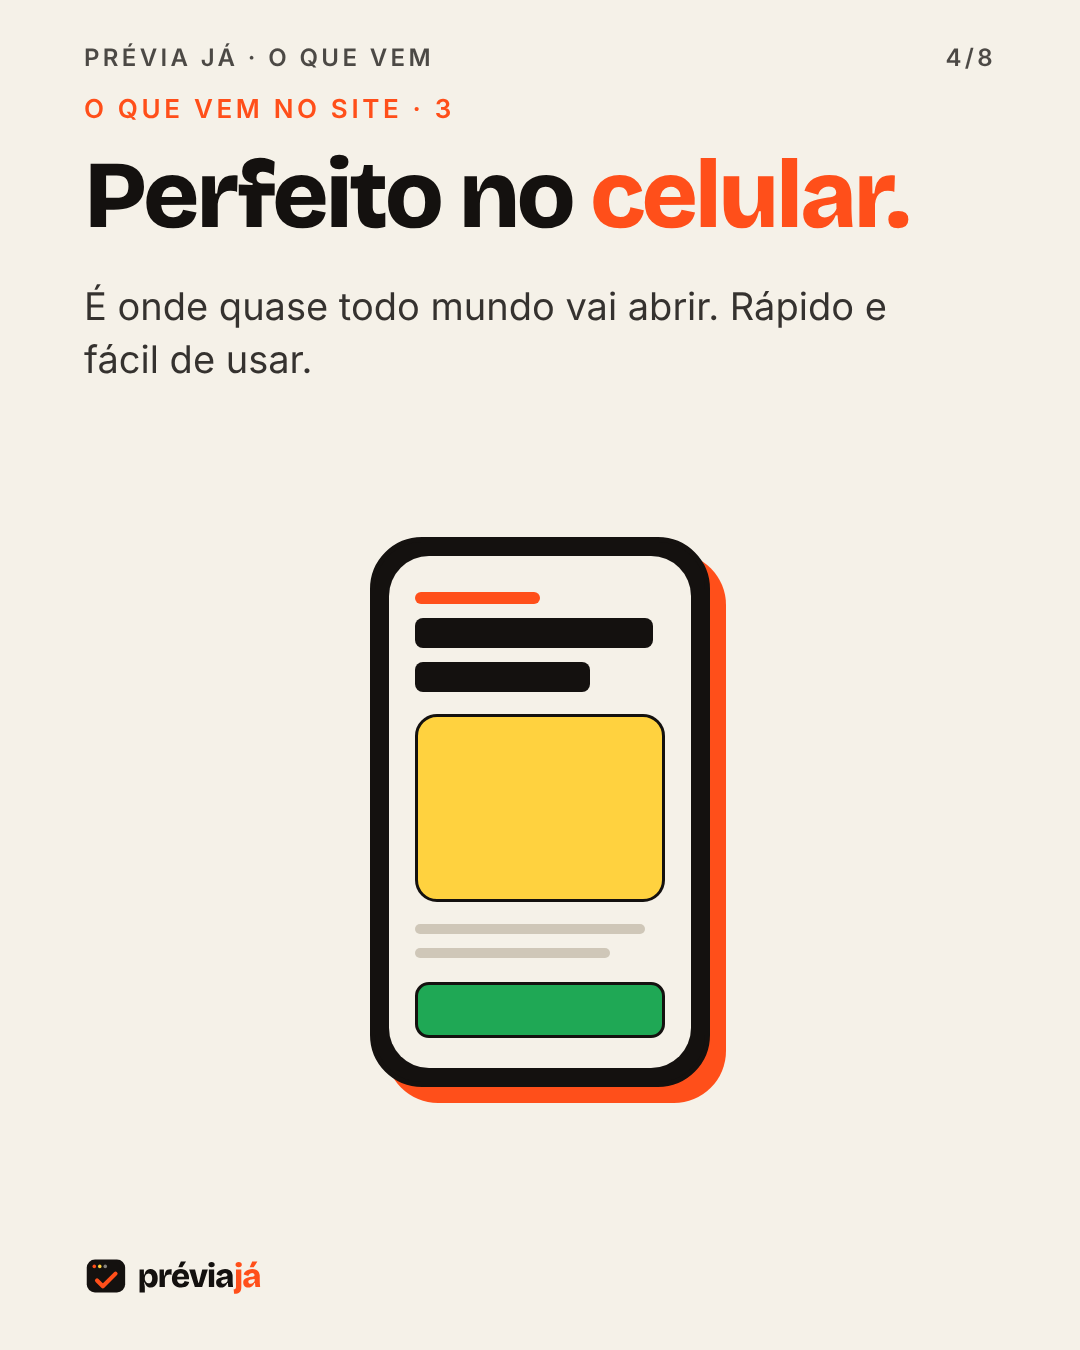 PRÉVIA JÁ · O QUE VEM
4/8
O QUE VEM NO SITE · 3
Perfeito no celular.
É onde quase todo mundo vai abrir. Rápido e
fácil de usar.
préviajá